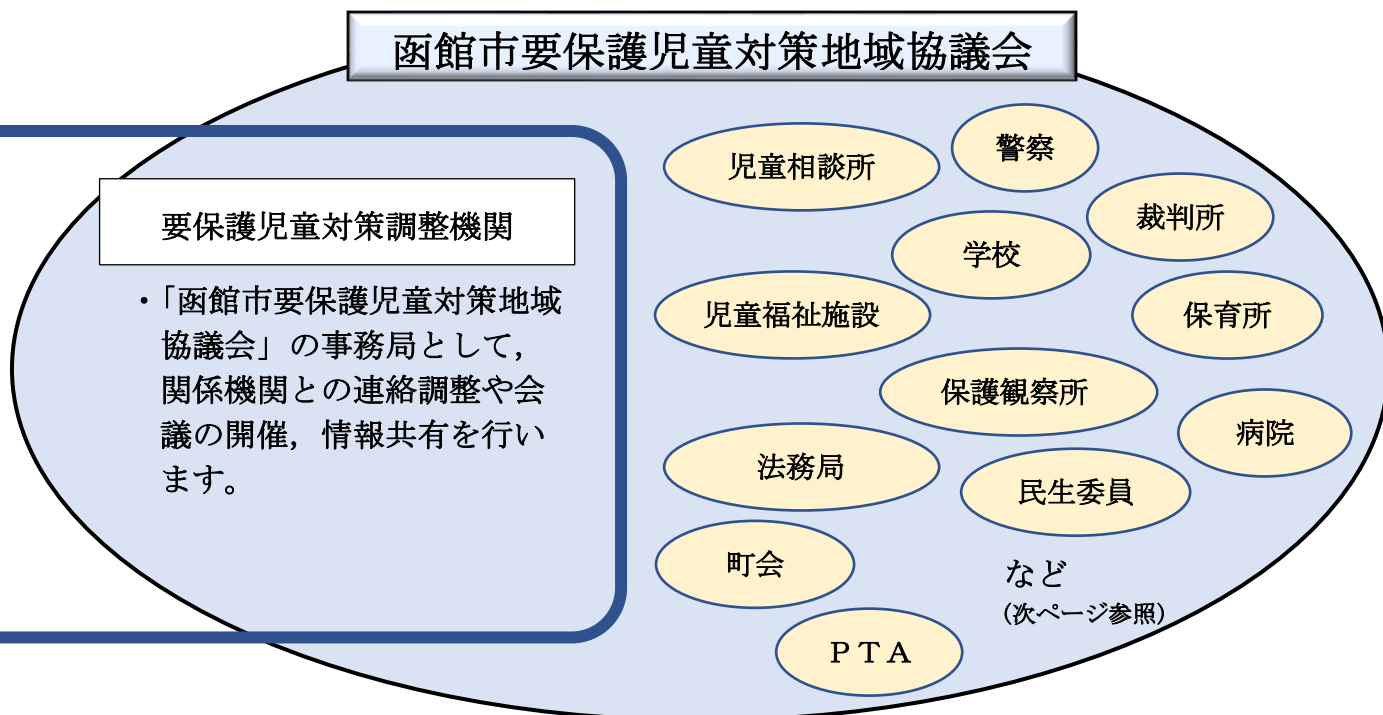 函館市要保護児童対策地域協議会
要保護児童対策調整機関
・「函館市要保護児童対策地域
協議会」の事務局として，
関係機関との連絡調整や会
議の開催，情報共有を行い
ます。
児童相談所
警察
裁判所
学校
児童福祉施設
保育所
保護観察所
病院
法務局
民生委員
町会
など
（次ページ参照）
ＰＴＡ